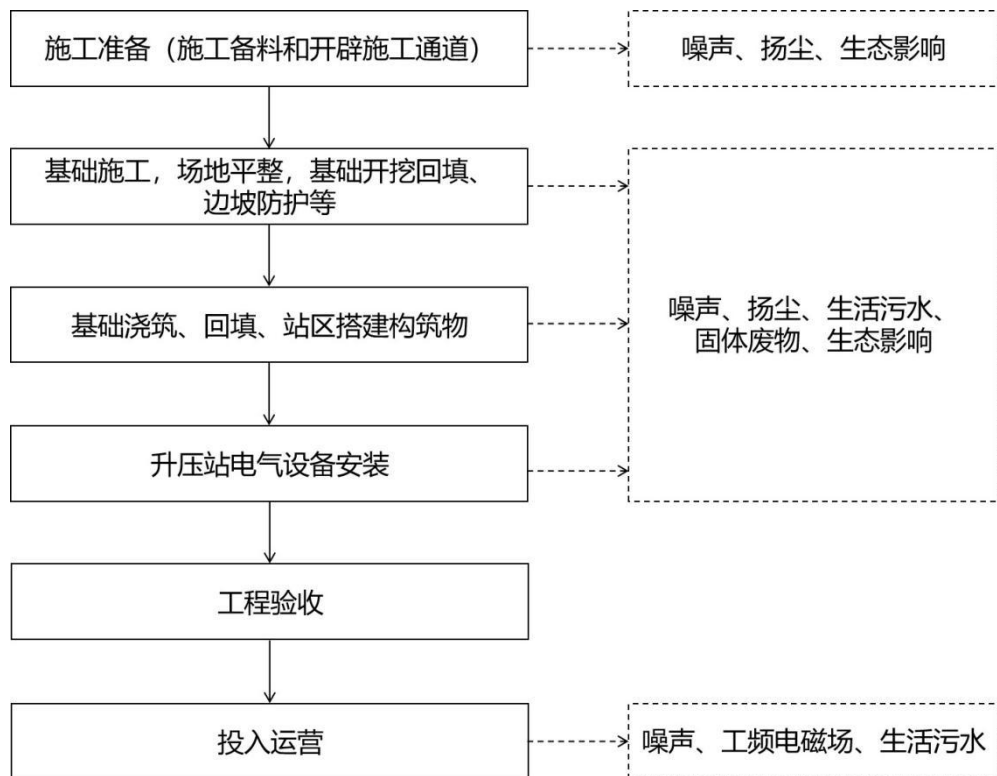 施工准备（施工备料和开辟施工通道）
噪声、扬尘、生态影响
基础施工，场地平整，基础开挖回填、
边坡防护等
基础浇筑、回填、站区搭建构筑物
噪声、扬尘、生活污水、
固体废物、生态影响
升压站电气设备安装
工程验收
投入运营
噪声、工频电磁场、生活污水